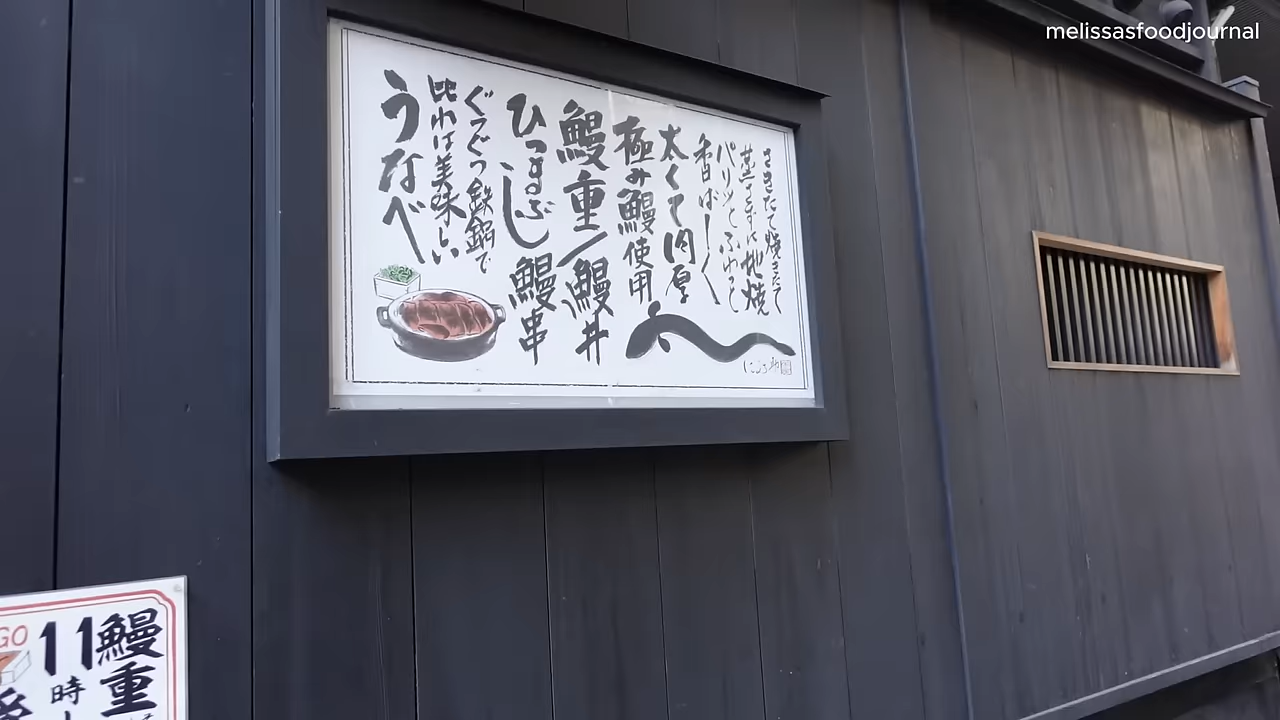 melissasfoodjournal
さきたて焼きたて
蒸さずに地焼
パリッとふわっと
香ばしく
太くて肉厚
極み鰻使用
鰻重/鰻丼
ひつまぶし 鰻串
ぐつぐつ鉄鍋で
此れは美味しい
うなべ
鰻重
11時
GO